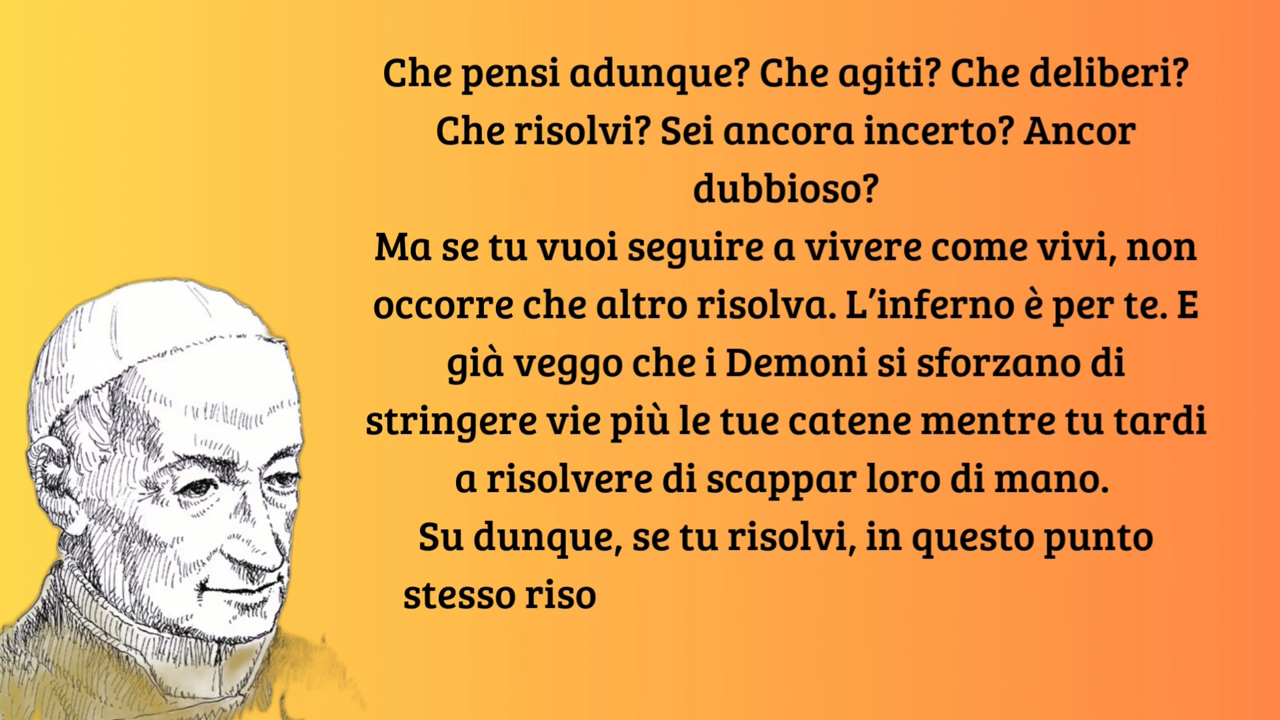 Che pensi adunque? Che agiti? Che deliberi?
Che risolvi? Sei ancora incerto? Ancor
dubbioso?
Ma se tu vuoi seguire a vivere come vivi, non
occorre che altro risolva. L’inferno è per te. E
già veggo che i Demoni si sforzano di
stringere vie più le tue catene mentre tu tardi
a risolvere di scappar loro di mano.
Su dunque, se tu risolvi, in questo punto
stesso riso